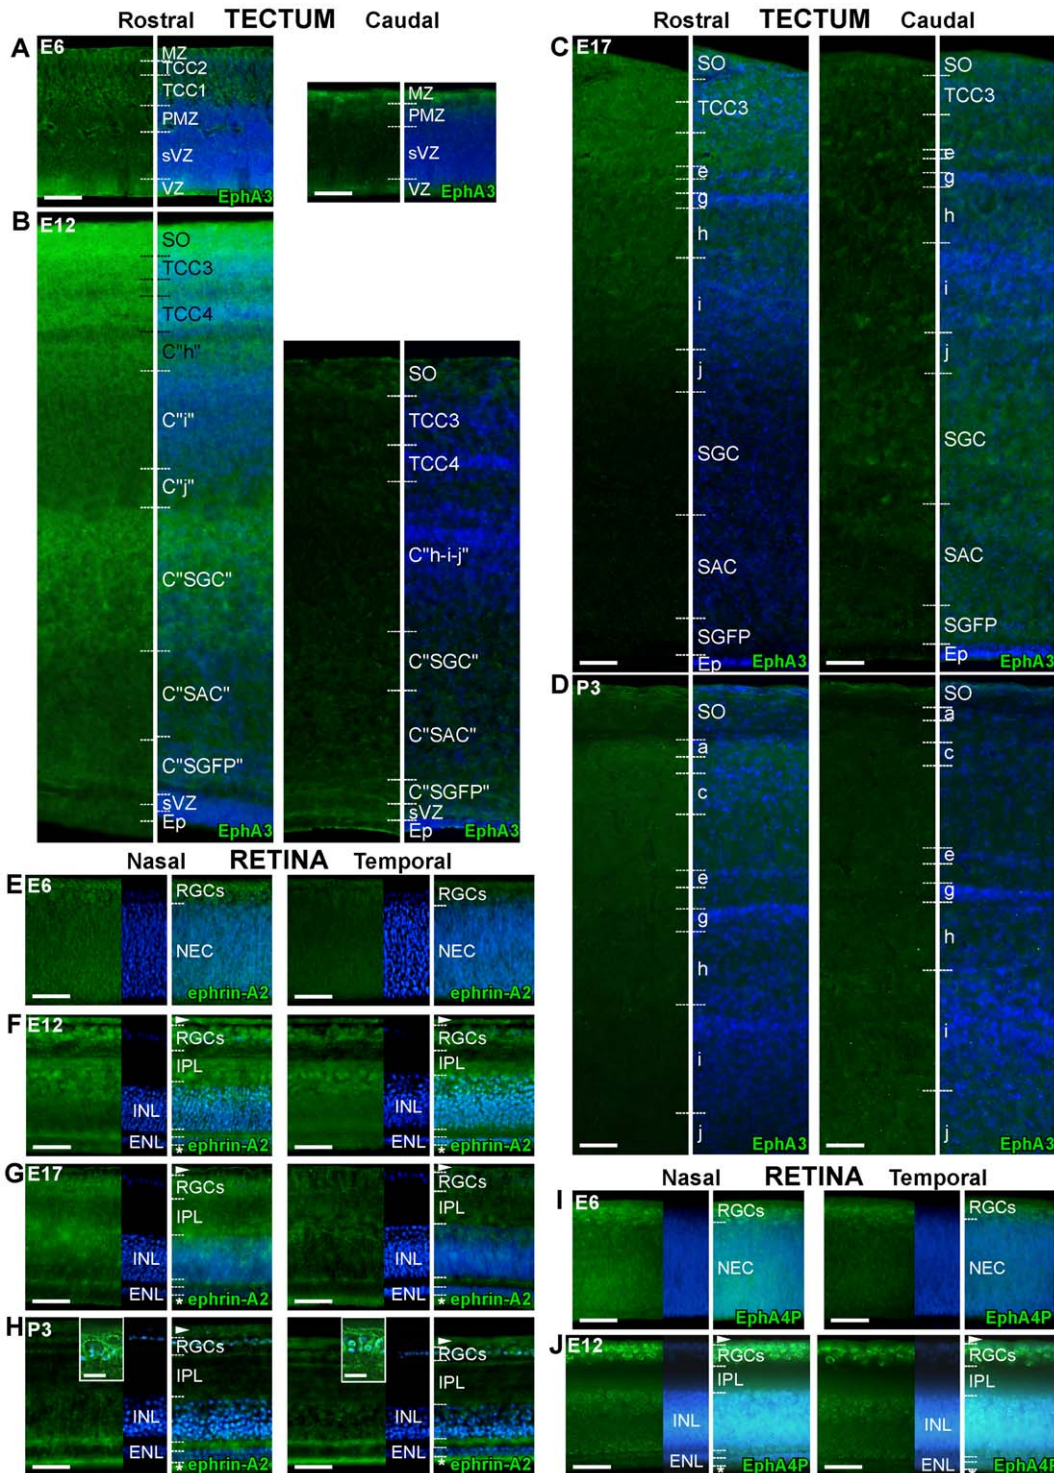 Rostral TECTUM Caudal
A E6
MZ
TCC2
TCC1
PMZ
sVZ
VZ
EphA3
MZ
PMZ
sVZ
VZ
EphA3
B E12
SO
TCC3
TCC4
C"h"
C"i"
C"j"
C"SGC"
C"SAC"
C"SGFP"
sVZ
Ep
EphA3
SO
TCC3
TCC4
C"h-i-j"
C"SGC"
C"SAC"
C"SGFP"
sVZ
Ep
EphA3
Rostral TECTUM Caudal
C E17
SO
TCC3
e
g
h
i
j
SGC
SAC
SGFP
Ep
EphA3
SO
TCC3
e
g
h
i
j
SGC
SAC
SGFP
Ep
EphA3
D P3
SO
a
c
e
g
h
i
j
EphA3
SO
a
c
e
g
h
i
j
EphA3
Nasal RETINA Temporal
E E6
RGCs
NEC
ephrin-A2
RGCs
NEC
ephrin-A2
F E12
RGCs
IPL
INL
ENL
*
ephrin-A2
RGCs
IPL
INL
ENL
*
ephrin-A2
G E17
RGCs
IPL
INL
ENL
*
ephrin-A2
RGCs
IPL
INL
ENL
*
ephrin-A2
H P3
RGCs
IPL
INL
ENL
*
ephrin-A2
RGCs
IPL
INL
ENL
*
ephrin-A2
Nasal RETINA Temporal
I E6
RGCs
NEC
EphA4P
RGCs
NEC
EphA4P
J E12
RGCs
IPL
INL
ENL
*
EphA4P
RGCs
IPL
INL
ENL
*
EphA4P